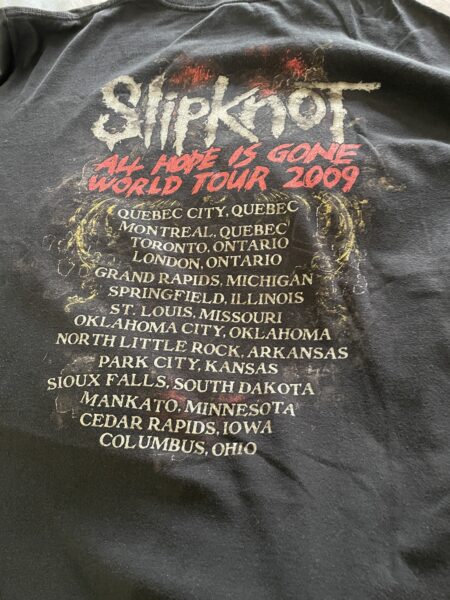 Slipknot
ALL HOPE IS GONE
WORLD TOUR 2009
QUEBEC CITY, QUEBEC
MONTREAL, QUEBEC
TORONTO, ONTARIO
LONDON, ONTARIO
GRAND RAPIDS, MICHIGAN
SPRINGFIELD, ILLINOIS
ST. LOUIS, MISSOURI
OKLAHOMA CITY, OKLAHOMA
NORTH LITTLE ROCK, ARKANSAS
PARK CITY, KANSAS
SIOUX FALLS, SOUTH DAKOTA
MANKATO, MINNESOTA
CEDAR RAPIDS, IOWA
COLUMBUS, OHIO